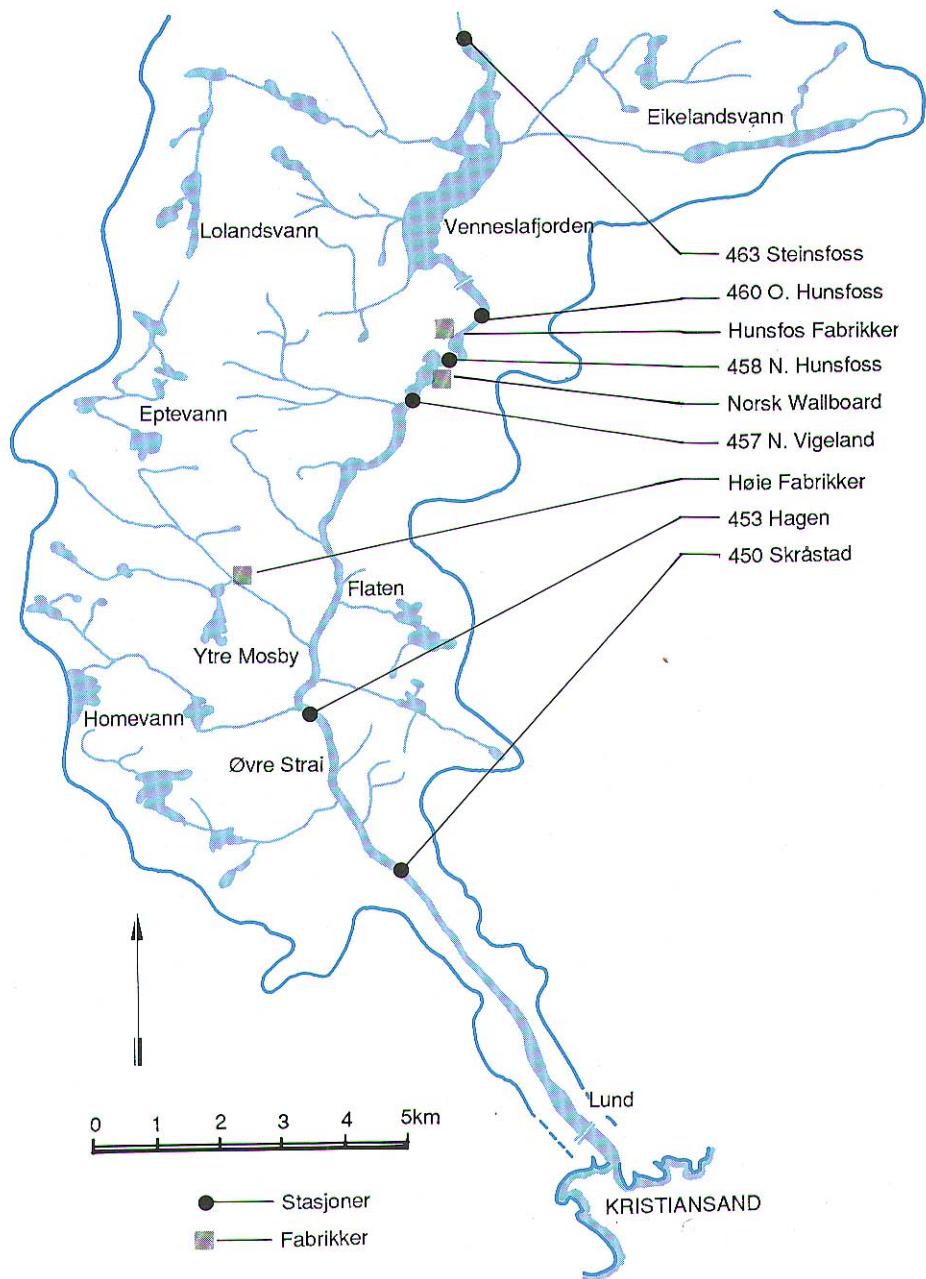 Eikelandsvann
Lolandsvann
Venneslafjorden
463 Steinsfoss
460 O. Hunsfoss
Hunsfos Fabrikker
458 N. Hunsfoss
Norsk Wallboard
Eptevann
457 N. Vigeland
Høie Fabrikker
453 Hagen
450 Skråstad
Flaten
Ytre Mosby
Homevann
Øvre Strai
Lund
0 1 2 3 4 5km
KRISTIANSAND
Stasjoner
Fabrikker